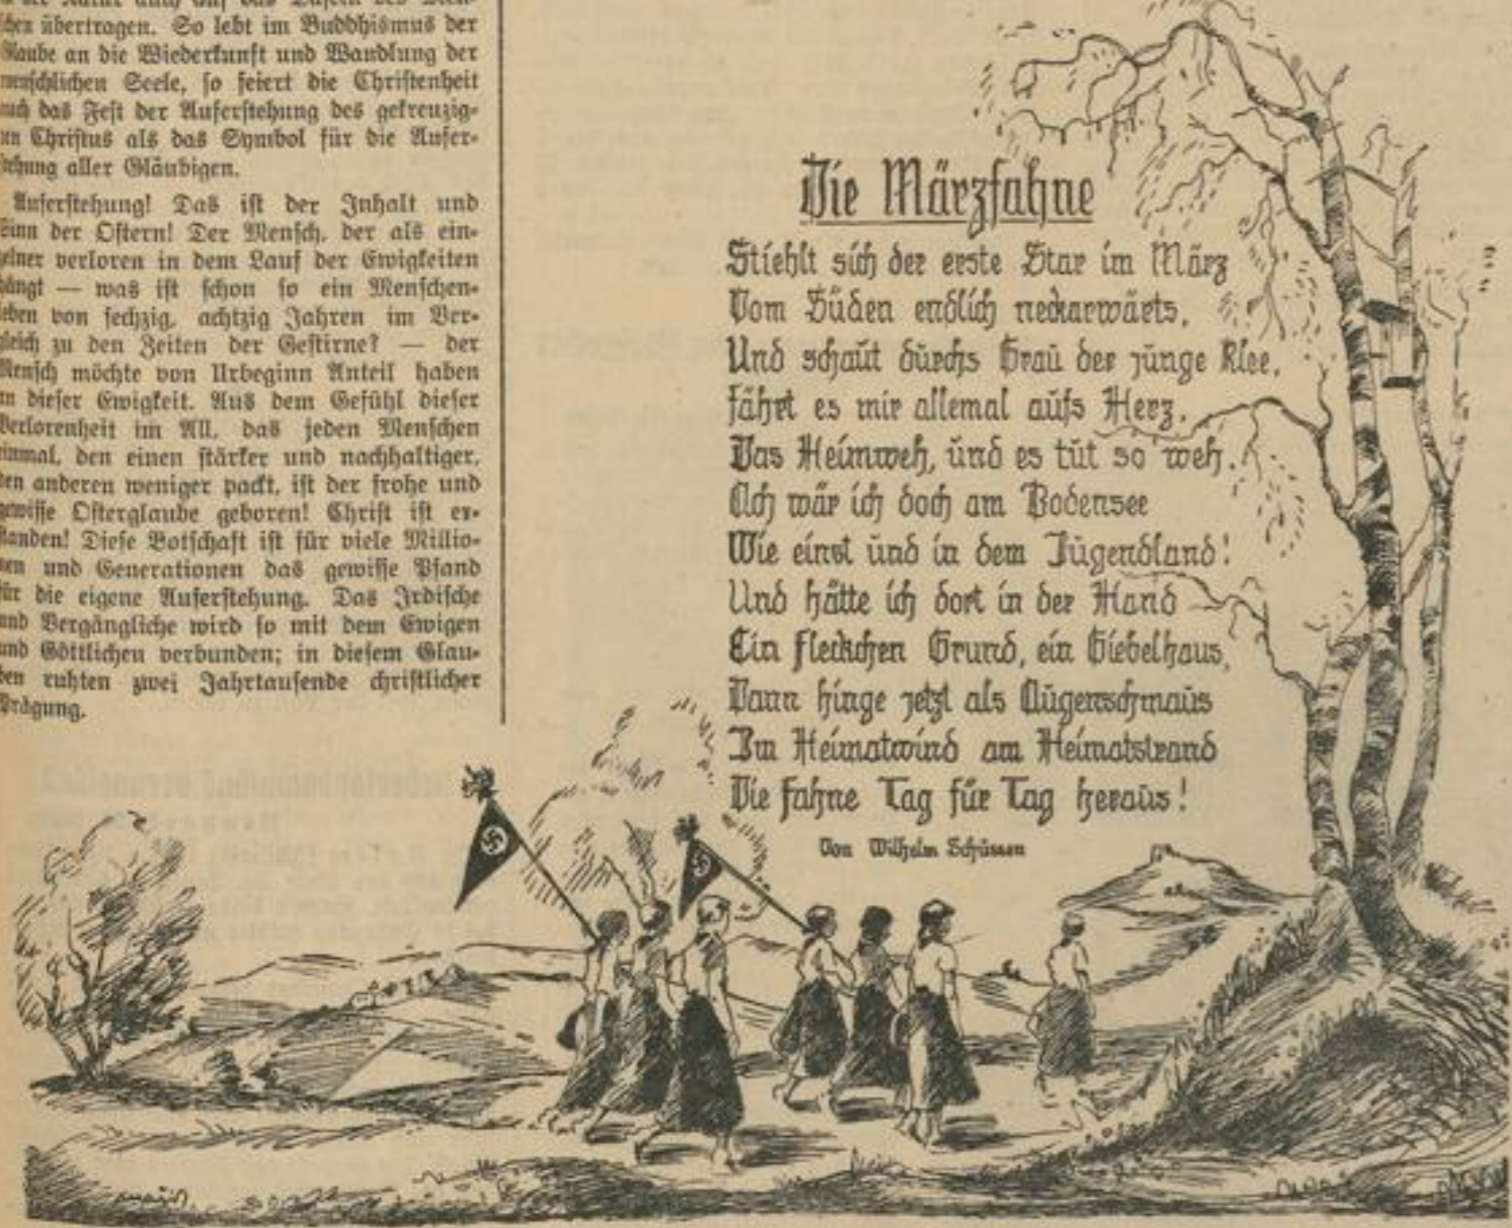 schen übertragen. So lebt im Buddhismus der
Glaube an die Wiederkunft und Wandlung der
menschlichen Seele, so feiert die Christenheit
auch das Fest der Auferstehung des gekreuzig-
ten Christus als das Symbol für die Aufer-
stehung aller Gläubigen.
Auferstehung! Das ist der Inhalt und
Sinn der Ostern! Der Mensch, der als ein-
zelner verloren in dem Lauf der Ewigkeiten
hängt — was ist schon so ein Menschen-
leben von sechzig, achtzig Jahren im Ver-
gleich zu den Zeiten der Gestirne? — der
Mensch möchte von Urbeginn Anteil haben
an dieser Ewigkeit. Aus dem Gefühl dieser
Verlorenheit im All, das jeden Menschen
einmal, den einen stärker und nachhaltiger,
den anderen weniger packt, ist der frohe und
gewisse Osterglaube geboren! Christ ist er-
standen! Diese Botschaft ist für viele Millio-
nen und Generationen das gewisse Pfand
für die eigene Auferstehung. Das Irdische
und Vergängliche wird so mit dem Ewigen
und Göttlichen verbunden; in diesem Glau-
ben ruhten zwei Jahrtausende christlicher
Prägung.
Die Märzfahne
Stiehlt sich der erste Star im März
Vom Süden endlich neckarwärts,
Und schaut durchs Grau der junge Klee,
Fährt es mir allemal aufs Herz,
Das Heimweh, und es tut so weh.
Ach wär ich doch am Bodensee
Wie einst und in dem Jugendland!
Und hätte ich dort in der Hand
Ein Fleckchen Grund, ein Giebelhaus,
Dann hinge jetzt als Augenschmaus
Im Heimatwind am Heimatstrand
Die Fahne Tag für Tag heraus!
Von Wilhelm Schussen